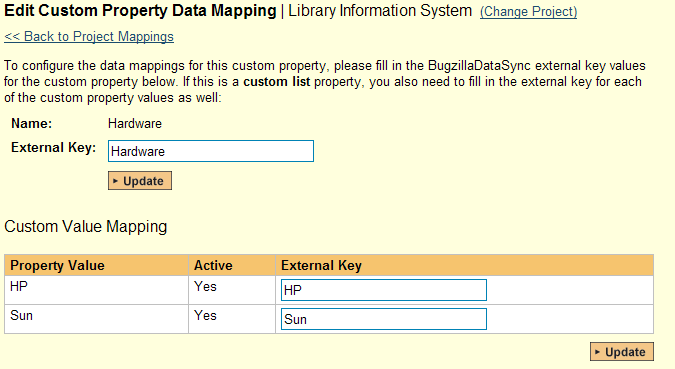 Edit Custom Property Data Mapping | Library Information System (Change Project)
<< Back to Project Mappings
To configure the data mappings for this custom property, please fill in the BugzillaDataSync external key values
for the custom property below. If this is a custom list property, you also need to fill in the external key for each
of the custom property values as well:
Name: Hardware
External Key: Hardware
Update
Custom Value Mapping
Property Value Active External Key
HP Yes HP
Sun Yes Sun
Update